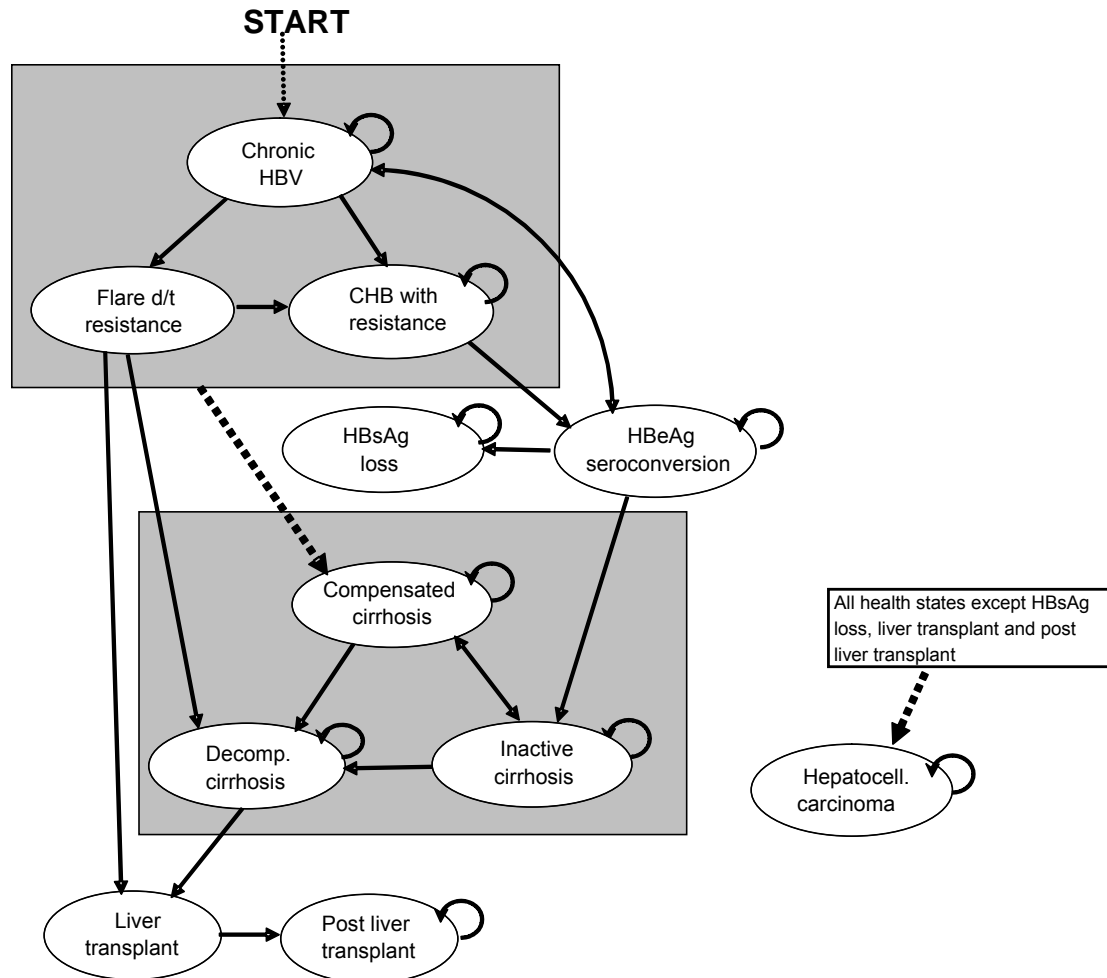 START
Chronic
HBV
Flare d/t
resistance
CHB with
resistance
HBsAg
loss
HBeAg
seroconversion
Compensated
cirrhosis
All health states except HBsAg
loss, liver transplant and post
liver transplant
Decomp.
cirrhosis
Inactive
cirrhosis
Hepatocell.
carcinoma
Liver
transplant
Post liver
transplant